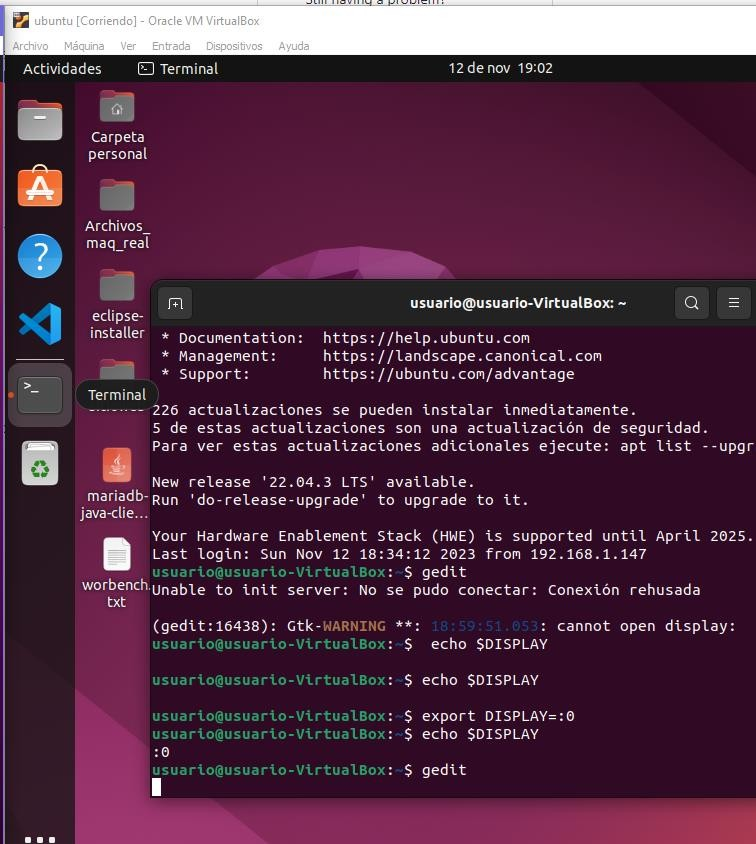 Still having a problem?
ubuntu [Corriendo] - Oracle VM VirtualBox
Archivo Máquina Ver Entrada Dispositivos Ayuda
Actividades Terminal 12 de nov 19:02
Carpeta
personal
Archivos_
maq_real
eclipse-
installer
Terminal
mariadb-
java-clie...
worbench.
txt
usuario@usuario-VirtualBox: ~
* Documentation:  https://help.ubuntu.com
* Management:     https://landscape.canonical.com
* Support:        https://ubuntu.com/advantage
226 actualizaciones se pueden instalar inmediatamente.
5 de estas actualizaciones son una actualización de seguridad.
Para ver estas actualizaciones adicionales ejecute: apt list --upgr
New release '22.04.3 LTS' available.
Run 'do-release-upgrade' to upgrade to it.
Your Hardware Enablement Stack (HWE) is supported until April 2025.
Last login: Sun Nov 12 18:34:12 2023 from 192.168.1.147
usuario@usuario-VirtualBox:~$ gedit
Unable to init server: No se pudo conectar: Conexión rehusada
(gedit:16438): Gtk-WARNING **: 18:59:51.053: cannot open display:
usuario@usuario-VirtualBox:~$  echo $DISPLAY
usuario@usuario-VirtualBox:~$ echo $DISPLAY
usuario@usuario-VirtualBox:~$ export DISPLAY=:0
usuario@usuario-VirtualBox:~$ echo $DISPLAY
:0
usuario@usuario-VirtualBox:~$ gedit